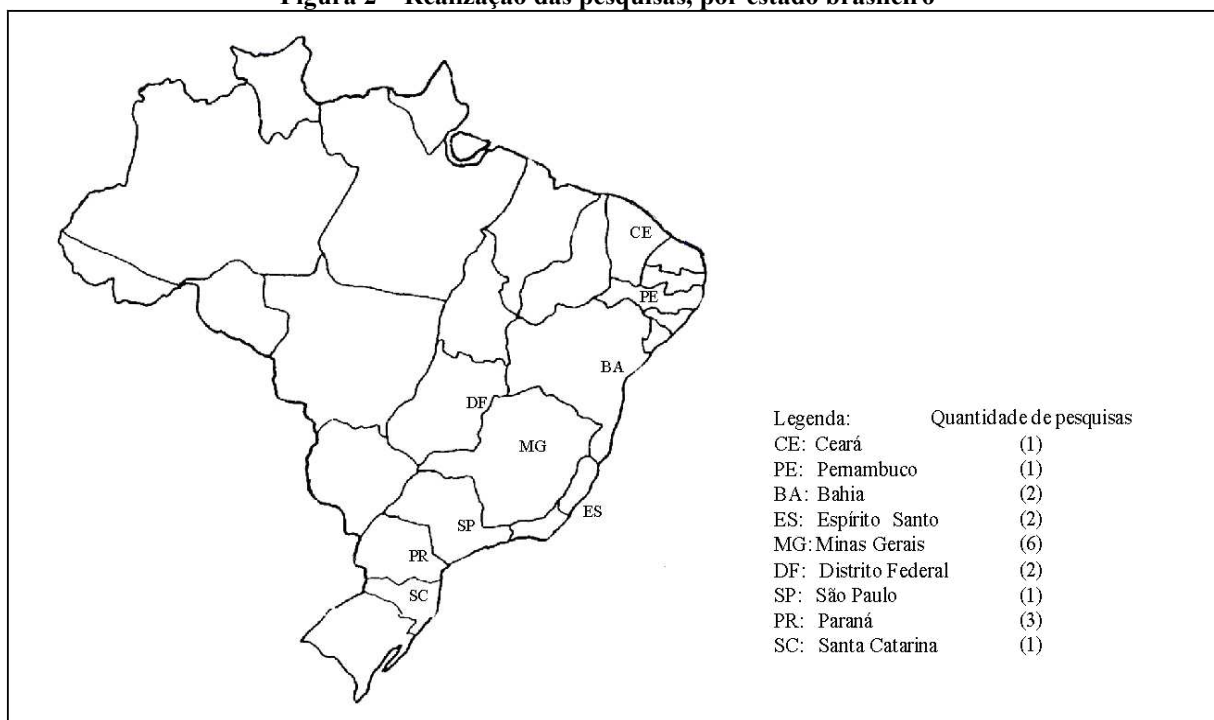 Figura 2 – Realização das pesquisas, por estado brasileiro
CE
PE
BA
DF
MG
ES
SP
PR
SC
Legenda: Quantidade de pesquisas
CE: Ceará (1)
PE: Pernambuco (1)
BA: Bahia (2)
ES: Espírito Santo (2)
MG: Minas Gerais (6)
DF: Distrito Federal (2)
SP: São Paulo (1)
PR: Paraná (3)
SC: Santa Catarina (1)